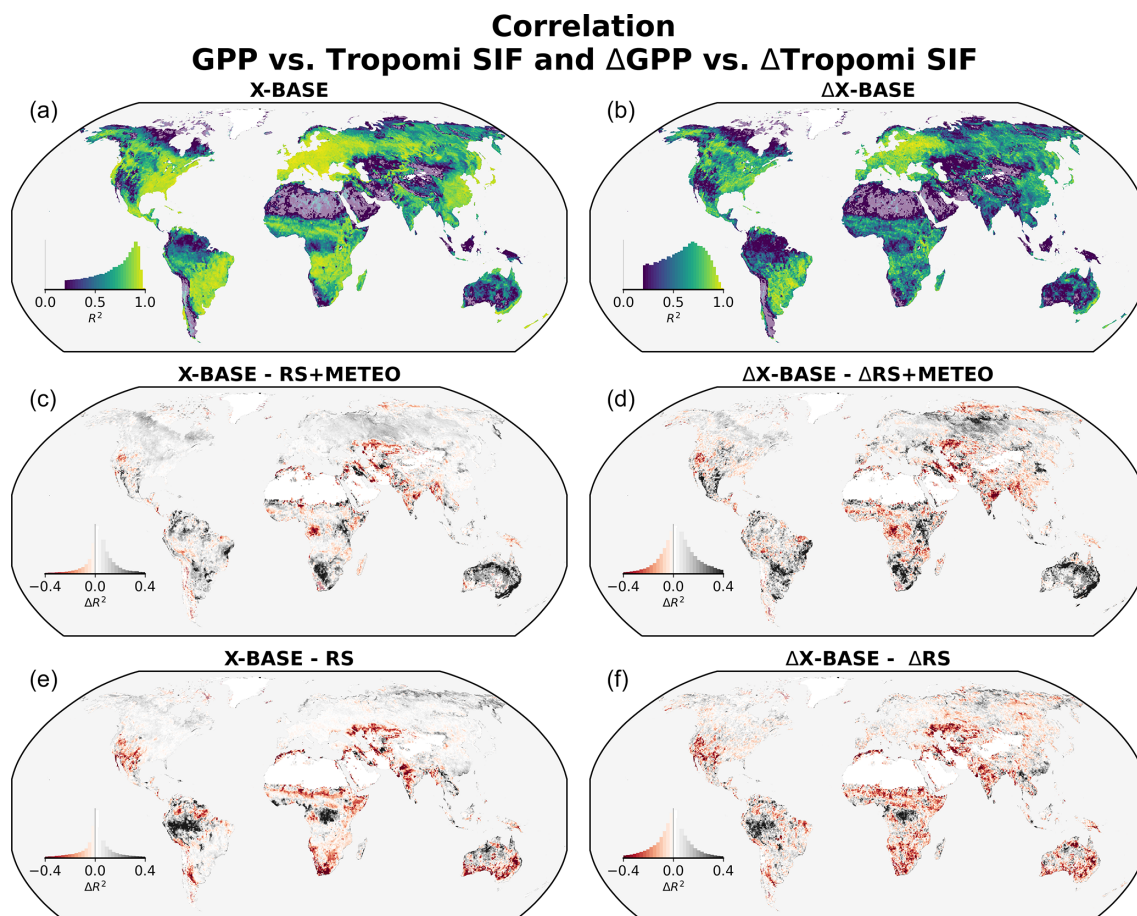 Correlation
GPP vs. Tropomi SIF and ΔGPP vs. ΔTropomi SIF
X-BASE
ΔX-BASE
(a)
(b)
0.0 0.5 1.0
R²
0.0 0.5 1.0
R²
X-BASE - RS+METEO
ΔX-BASE - ΔRS+METEO
(c)
(d)
−0.4 0.0 0.4
ΔR²
−0.4 0.0 0.4
ΔR²
X-BASE - RS
ΔX-BASE - ΔRS
(e)
(f)
−0.4 0.0 0.4
ΔR²
−0.4 0.0 0.4
ΔR²